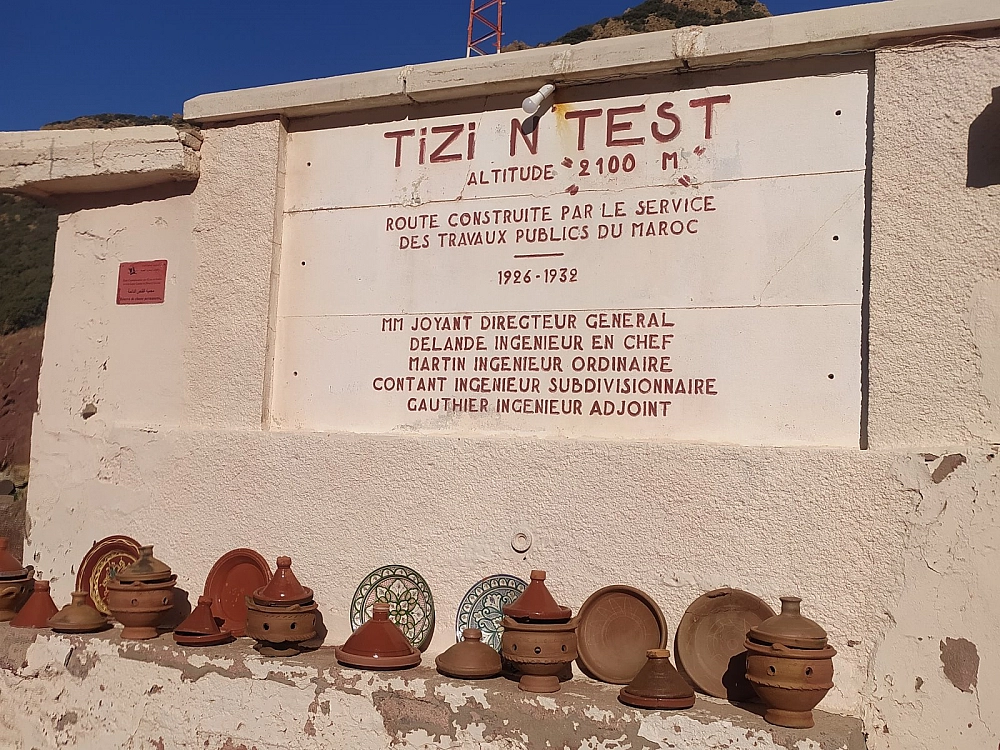 TiZi N TEST
ALTITUDE 2100 M
ROUTE CONSTRUITE PAR LE SERVICE
DES TRAVAUX PUBLICS DU MAROC
1926-1932
MM JOYANT DIRECTEUR GENERAL
DELANDE INGENIEUR EN CHEF
MARTIN INGENIEUR ORDINAIRE
CONTANT INGENIEUR SUBDIVISIONNAIRE
GAUTHIER INGENIEUR ADJOINT